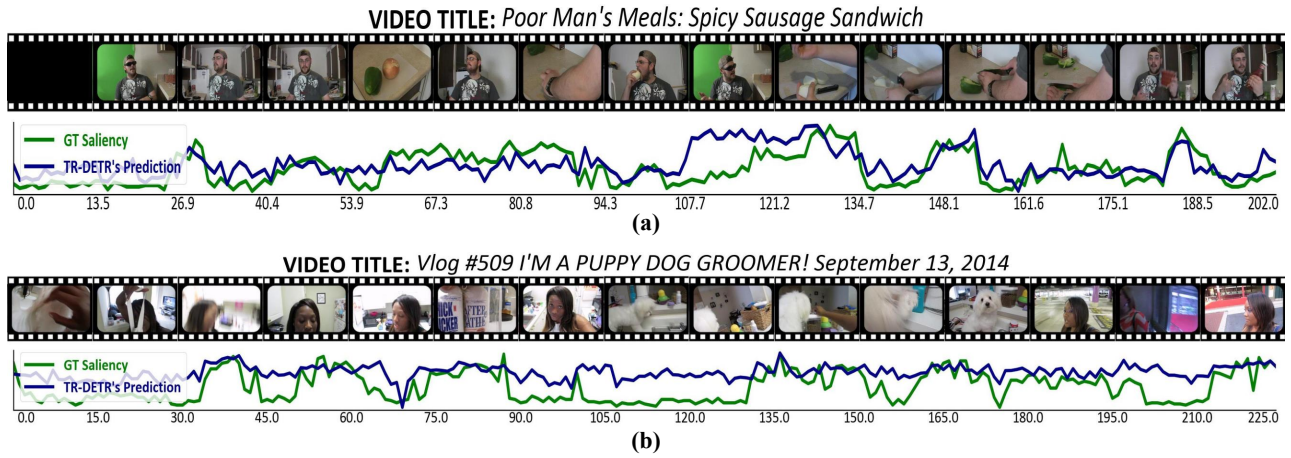 VIDEO TITLE: Poor Man's Meals: Spicy Sausage Sandwich
GT Saliency
TR-DETR's Prediction
0.0 13.5 26.9 40.4 53.9 67.3 80.8 94.3 107.7 121.2 134.7 148.1 161.6 175.1 188.5 202.0
(a)
VIDEO TITLE: Vlog #509 I'M A PUPPY DOG GROOMER! September 13, 2014
GT Saliency
TR-DETR's Prediction
0.0 15.0 30.0 45.0 60.0 75.0 90.0 105.0 120.0 135.0 150.0 165.0 180.0 195.0 210.0 225.0
(b)